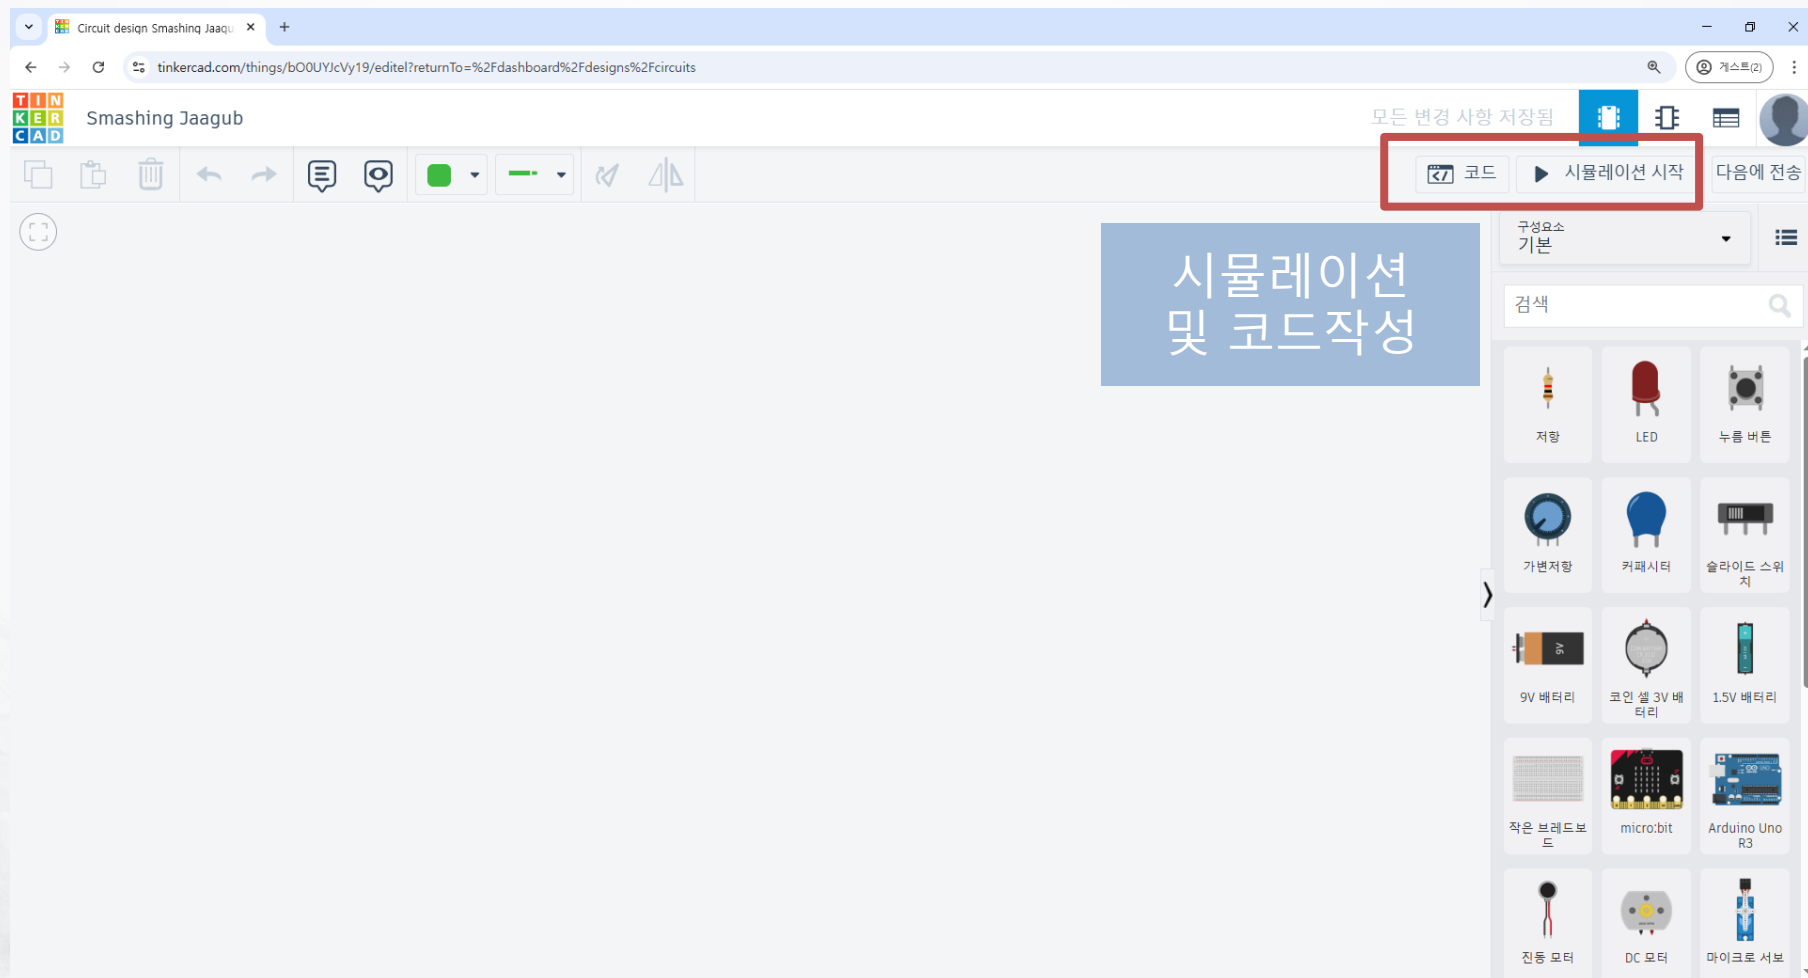 Circuit design Smashing Jaagu
tinkercad.com/things/bO0UYJcVy19/editel?returnTo=%2Fdashboard%2Fdesigns%2Fcircuits
게스트(2)
TIN
KER
CAD
Smashing Jaagub
모든 변경 사항 저장됨
코드
시뮬레이션 시작
다음에 전송
시뮬레이션
및 코드작성
구성요소
기본
검색
저항
LED
누름 버튼
가변저항
커패시터
슬라이드 스위
치
9V
9V 배터리
코인 셀 3V 배
터리
1.5V 배터리
작은 브레드보
드
micro:bit
Arduino Uno
R3
진동 모터
DC 모터
마이크로 서보